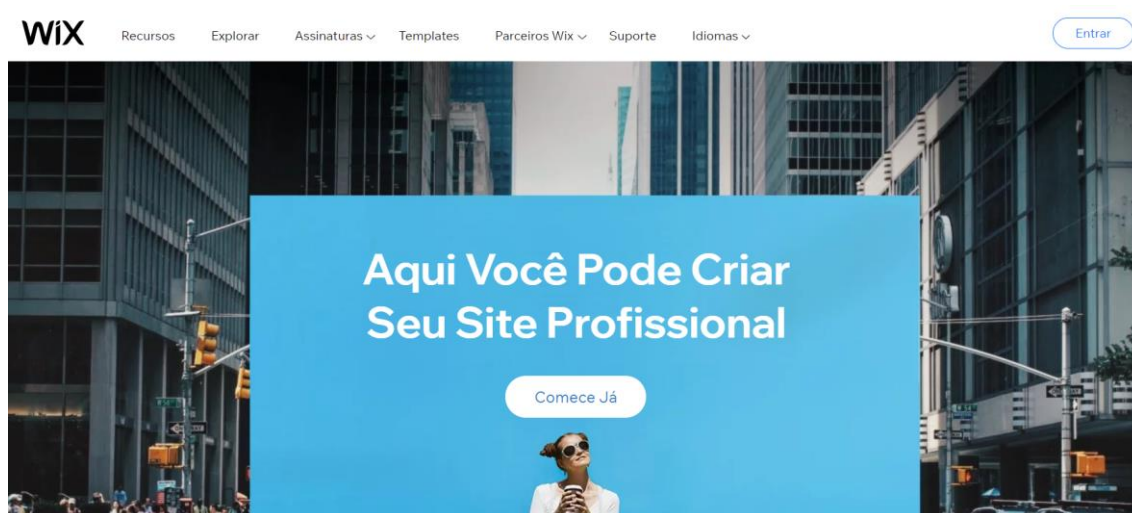 WiX
Recursos Explorar Assinaturas Templates Parceiros Wix Suporte Idiomas Entrar
Aqui Você Pode Criar
Seu Site Profissional
Comece Já